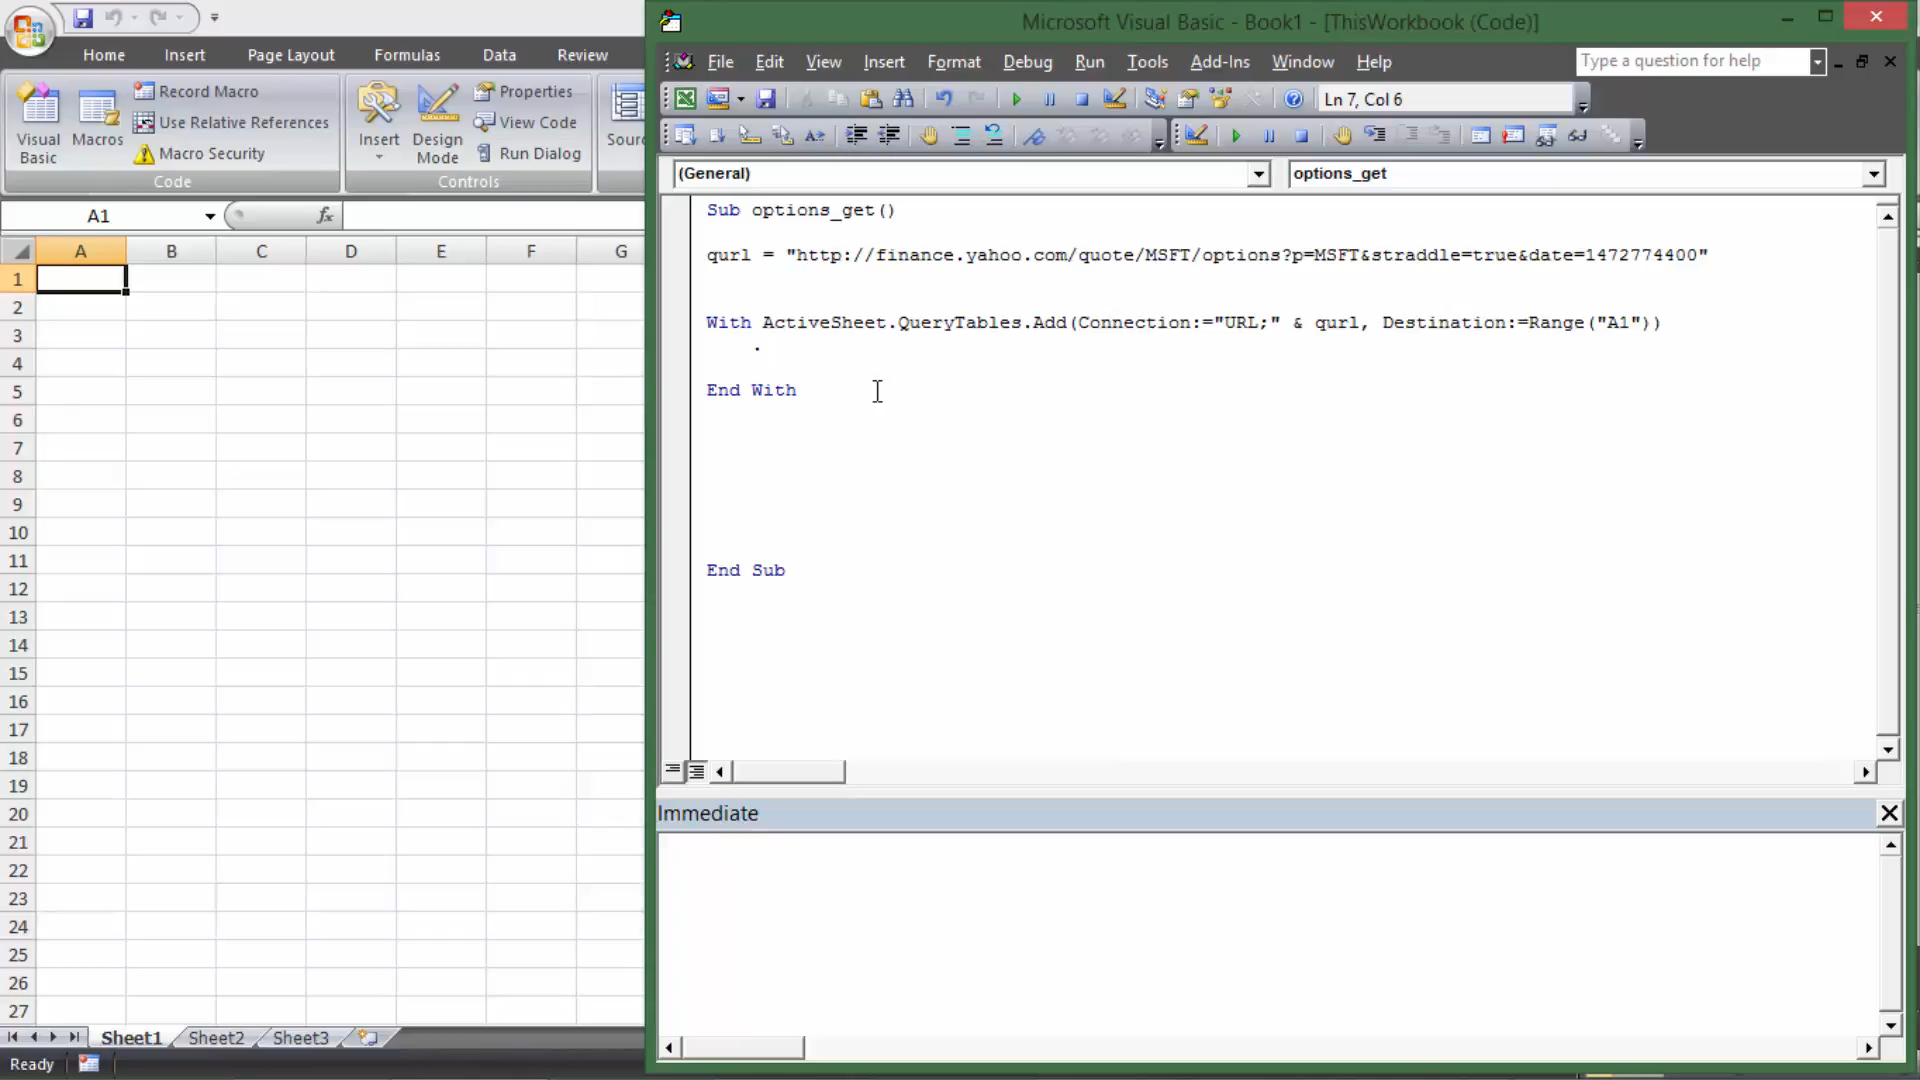 Microsoft Visual Basic - Book1 - [ThisWorkbook (Code)]
Home Insert Page Layout Formulas Data Review
File Edit View Insert Format Debug Run Tools Add-Ins Window Help
Type a question for help
Visual Basic
Macros
Record Macro
Use Relative References
Macro Security
Code
Insert
Design Mode
Properties
View Code
Run Dialog
Controls
Ln 7, Col 6
(General)
options_get
A1
fx
A B C D E F G
1
2
3
4
5
6
7
8
9
10
11
12
13
14
15
16
17
18
19
20
21
22
23
24
25
26
27
Sub options_get()
qurl = "http://finance.yahoo.com/quote/MSFT/options?p=MSFT&straddle=true&date=1472774400"
With ActiveSheet.QueryTables.Add(Connection:="URL;" & qurl, Destination:=Range("A1"))
.
End With
End Sub
Immediate
Sheet1 Sheet2 Sheet3
Ready